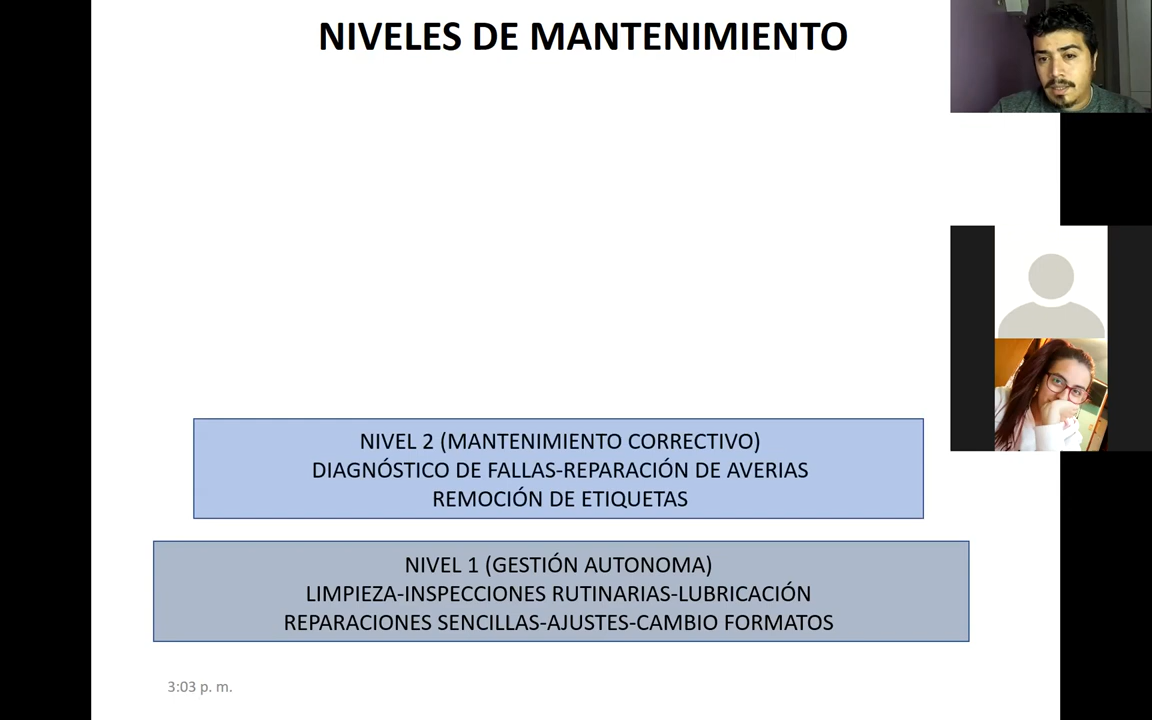 NIVELES DE MANTENIMIENTO
NIVEL 2 (MANTENIMIENTO CORRECTIVO)
DIAGNÓSTICO DE FALLAS-REPARACIÓN DE AVERIAS
REMOCIÓN DE ETIQUETAS
NIVEL 1 (GESTIÓN AUTONOMA)
LIMPIEZA-INSPECCIONES RUTINARIAS-LUBRICACIÓN
REPARACIONES SENCILLAS-AJUSTES-CAMBIO FORMATOS
3:03 p. m.